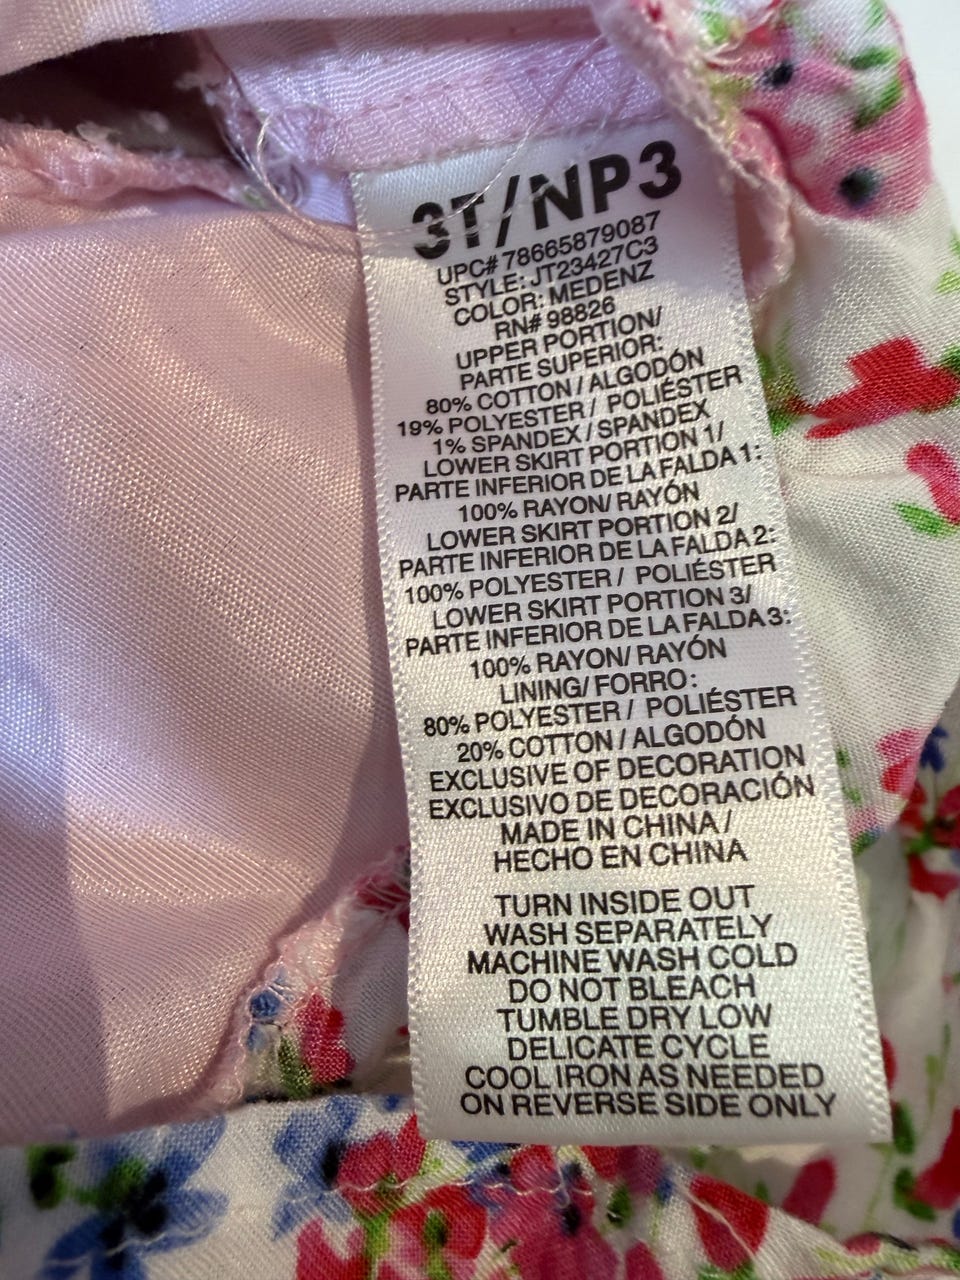 3T/NP3
UPC# 78665879087
STYLE: JT23427C3
COLOR: MEDENZ
RN# 98826
UPPER PORTION/
PARTE SUPERIOR:
80% COTTON / ALGODÓN
19% POLYESTER / POLIÉSTER
1% SPANDEX / SPANDEX
LOWER SKIRT PORTION 1/
PARTE INFERIOR DE LA FALDA 1:
100% RAYON/ RAYÓN
LOWER SKIRT PORTION 2/
PARTE INFERIOR DE LA FALDA 2:
100% POLYESTER / POLIÉSTER
LOWER SKIRT PORTION 3/
PARTE INFERIOR DE LA FALDA 3:
100% RAYON/ RAYÓN
LINING/ FORRO:
80% POLYESTER / POLIÉSTER
20% COTTON / ALGODÓN
EXCLUSIVE OF DECORATION
EXCLUSIVO DE DECORACIÓN
MADE IN CHINA /
HECHO EN CHINA
TURN INSIDE OUT
WASH SEPARATELY
MACHINE WASH COLD
DO NOT BLEACH
TUMBLE DRY LOW
DELICATE CYCLE
COOL IRON AS NEEDED
ON REVERSE SIDE ONLY